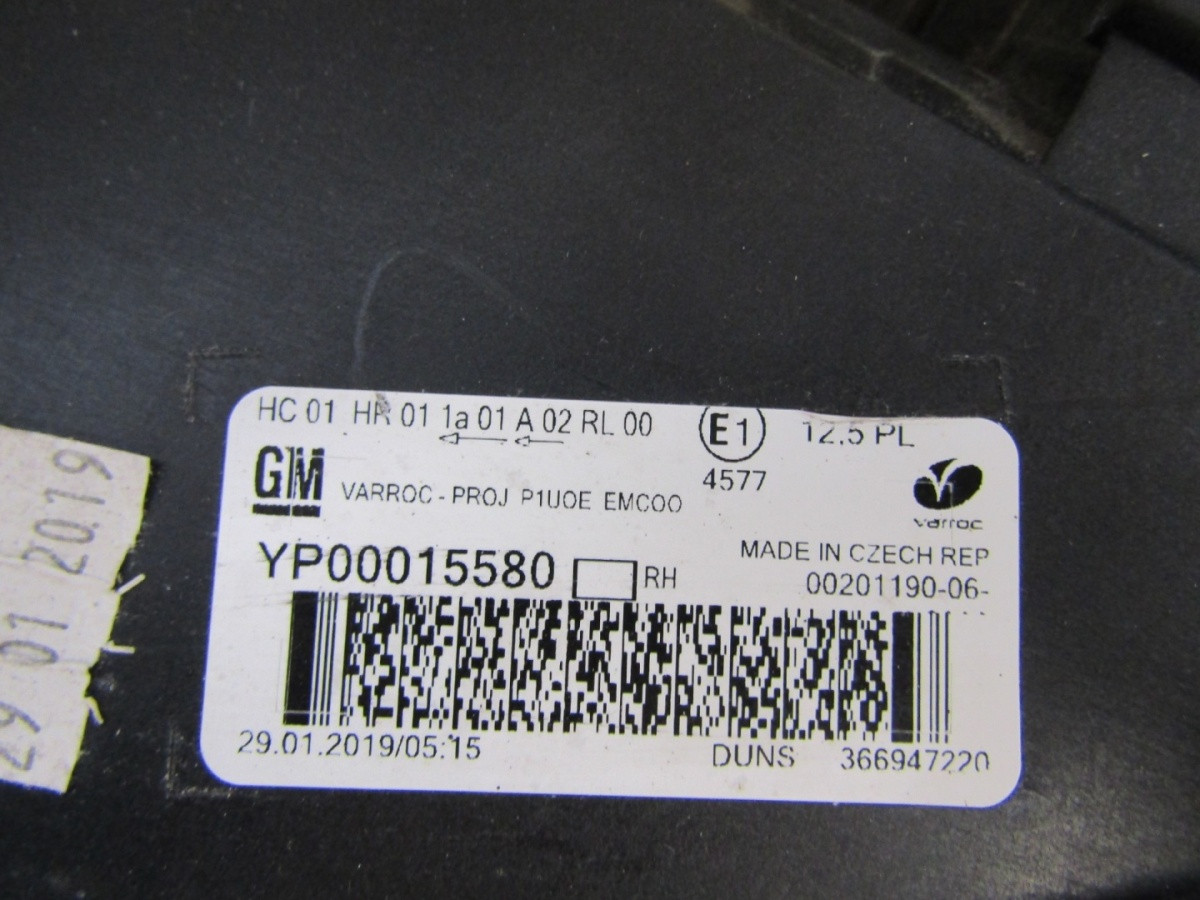 HC 01 HR 01 1a 01 A 02 RL 00
E1
12.5 PL
4577
GM
VARROC - PROJ P1UOE EMCOO
varroc
YP00015580
RH
MADE IN CZECH REP
00201190-06-
29.01.2019/05:15
DUNS 366947220
29 01 2019